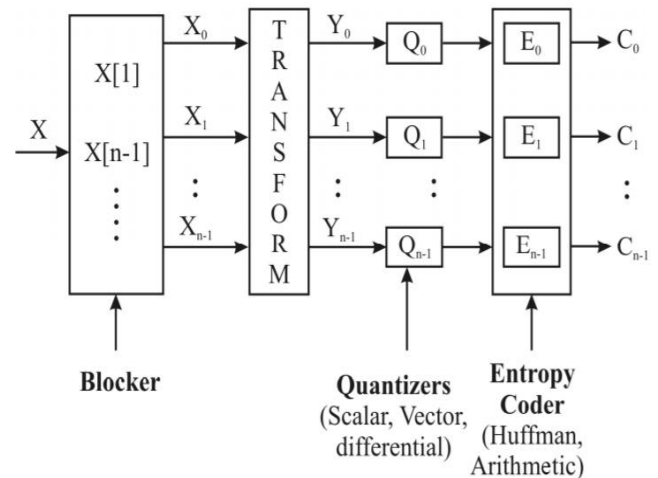 X₀ Y₀ Q₀ E₀ C₀
X[1]
X X₁ Y₁ Q₁ E₁ C₁
X[n-1]
Xₙ₋₁ Yₙ₋₁ Qₙ₋₁ Eₙ₋₁ Cₙ₋₁
TRANSFORM
Blocker
Quantizers
(Scalar, Vector,
differential)
Entropy
Coder
(Huffman,
Arithmetic)